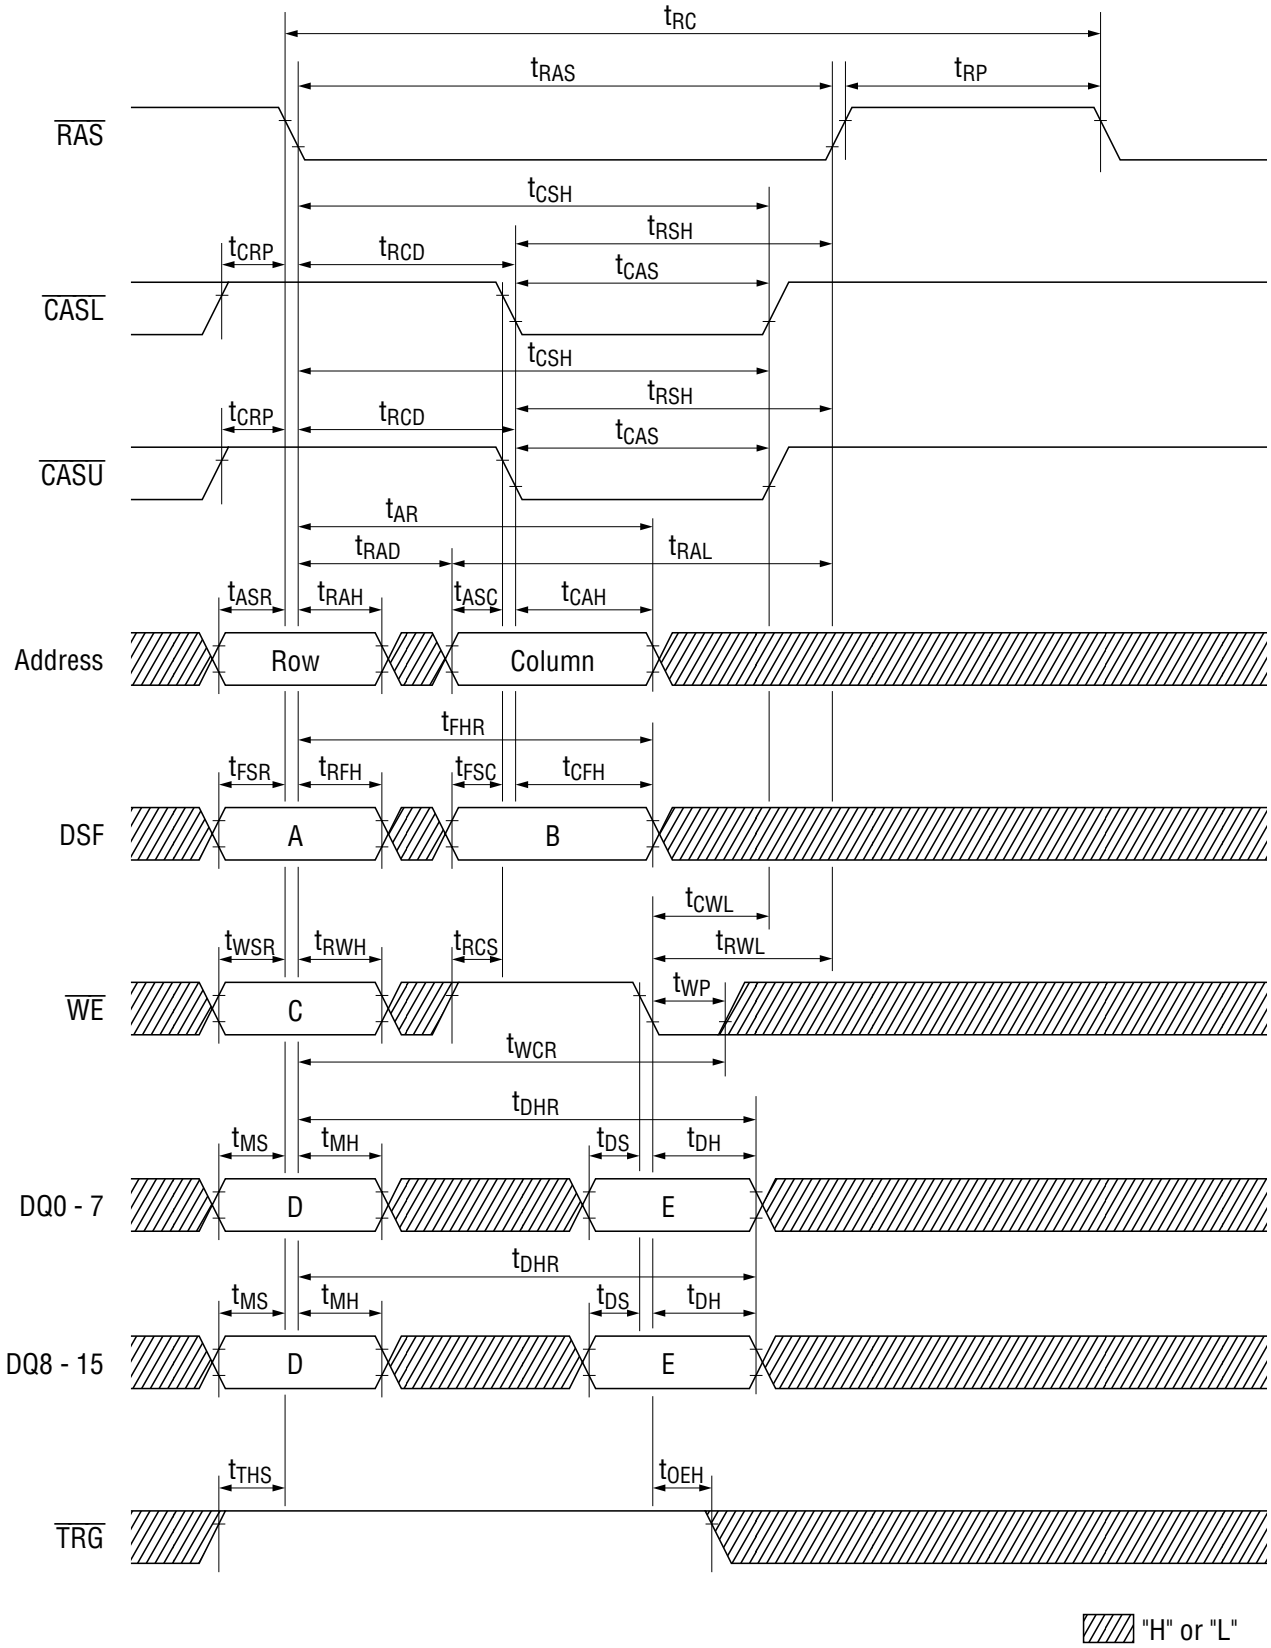 tRC
tRAS tRP
RAS
tCSH
tRSH
tCRP tRCD
tCAS
CASL
tCSH
tRSH
tCRP tRCD
tCAS
CASU
tAR
tRAD tRAL
tASR tRAH tASC tCAH
Address Row Column
tFHR
tFSR tRFH tFSC tCFH
DSF A B
tCWL
tWSR tRWH tRCS tRWL
tWP
WE C
tWCR
tDHR
tMS tMH tDS tDH
DQ0 - 7 D E
tDHR
tMS tMH tDS tDH
DQ8 - 15 D E
tTHS tOEH
TRG
"H" or "L"